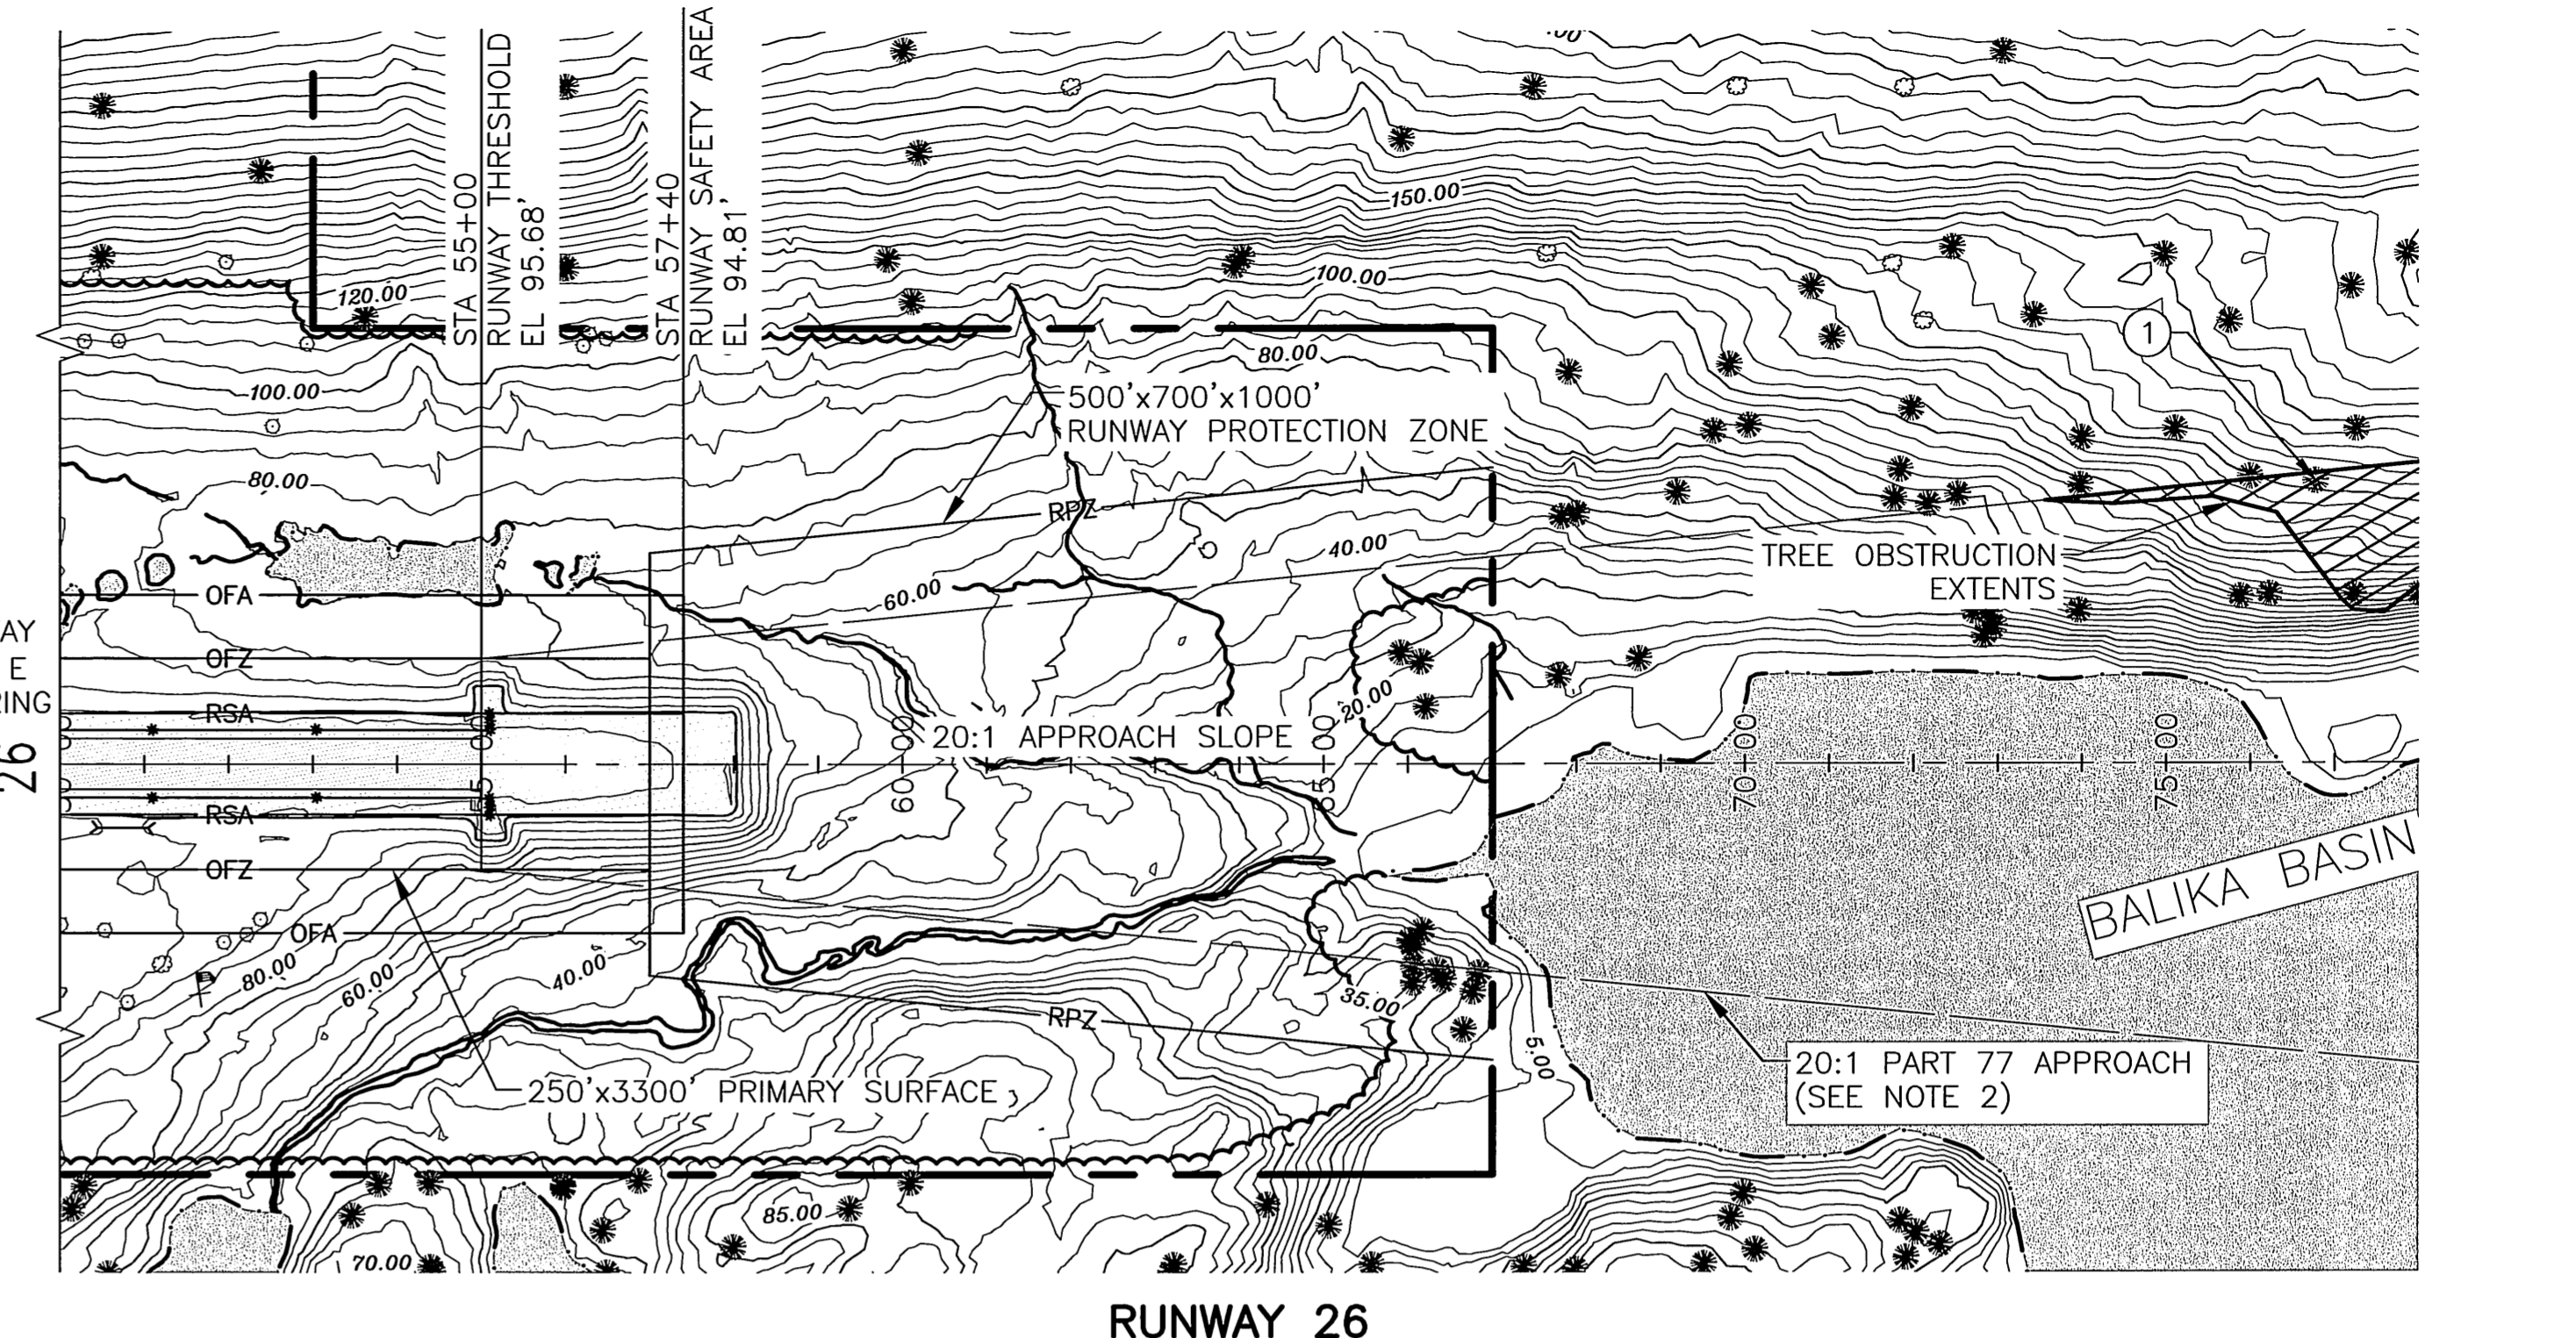 STA 55+00
RUNWAY THRESHOLD
EL 95.68'
STA 57+40
RUNWAY SAFETY AREA
EL 94.81'
150.00
100.00
120.00
80.00
100.00
80.00
1
500'x700'x1000'
RUNWAY PROTECTION ZONE
RPZ
40.00
60.00
TREE OBSTRUCTION
EXTENTS
OFA
OFZ
RSA
AY
E
RING
26
20:1 APPROACH SLOPE
20.00
60+00
70+00
75+00
RSA
OFZ
OFA
80.00
60.00
40.00
35.00
5.00
RPZ
BALIKA BASIN
20:1 PART 77 APPROACH
(SEE NOTE 2)
250'x3300' PRIMARY SURFACE
85.00
70.00
RUNWAY 26